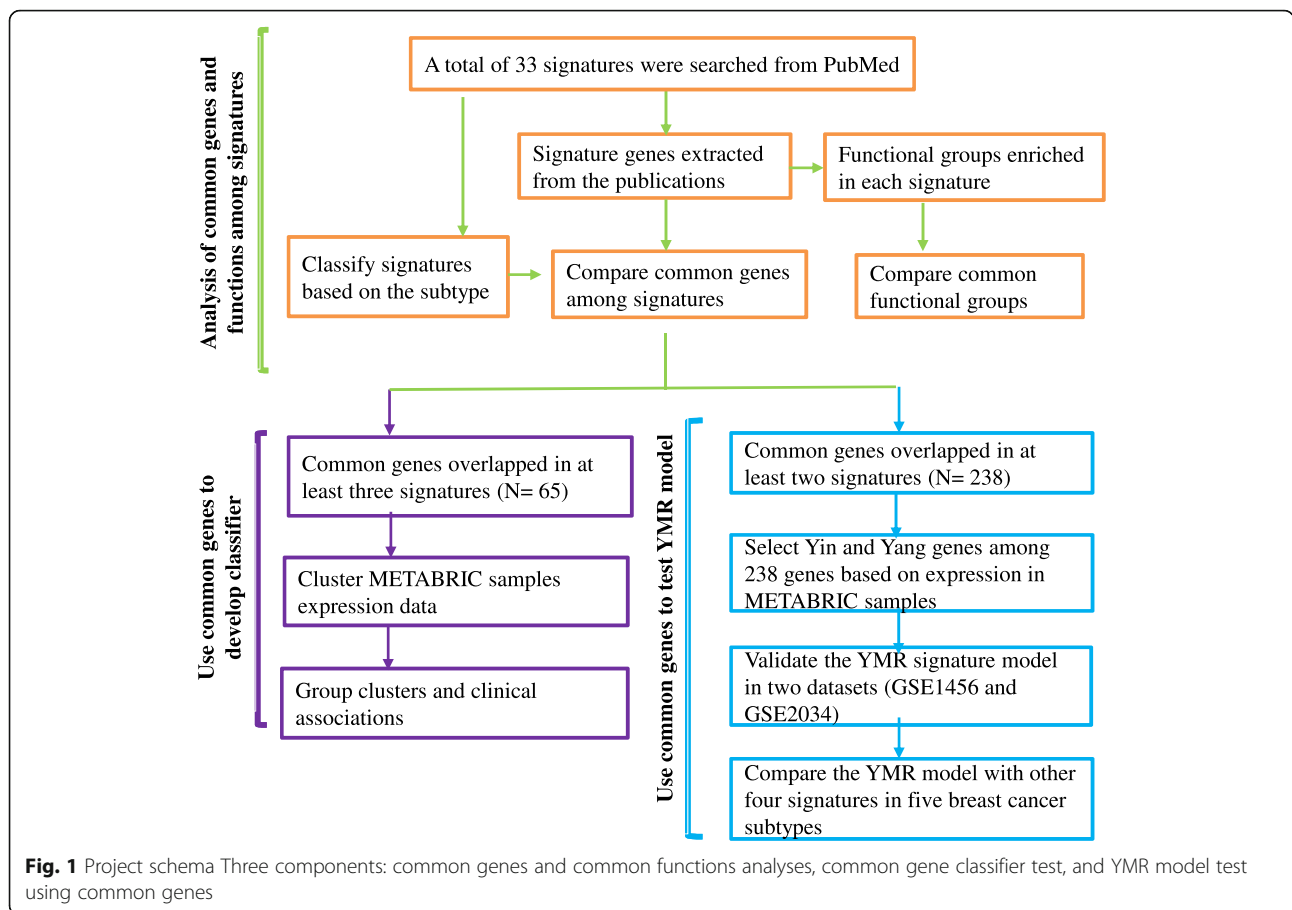 Analysis of common genes and
functions among signatures
A total of 33 signatures were searched from PubMed
Signature genes extracted
from the publications
Functional groups enriched
in each signature
Classify signatures
based on the subtype
Compare common genes
among signatures
Compare common
functional groups
Use common genes to
develop classifier
Common genes overlapped in at
least three signatures (N= 65)
Cluster METABRIC samples
expression data
Group clusters and clinical
associations
Use common genes to test YMR model
Common genes overlapped in at
least two signatures (N= 238)
Select Yin and Yang genes among
238 genes based on expression in
METABRIC samples
Validate the YMR signature model
in two datasets (GSE1456 and
GSE2034)
Compare the YMR model with other
four signatures in five breast cancer
subtypes
Fig. 1 Project schema Three components: common genes and common functions analyses, common gene classifier test, and YMR model test
using common genes